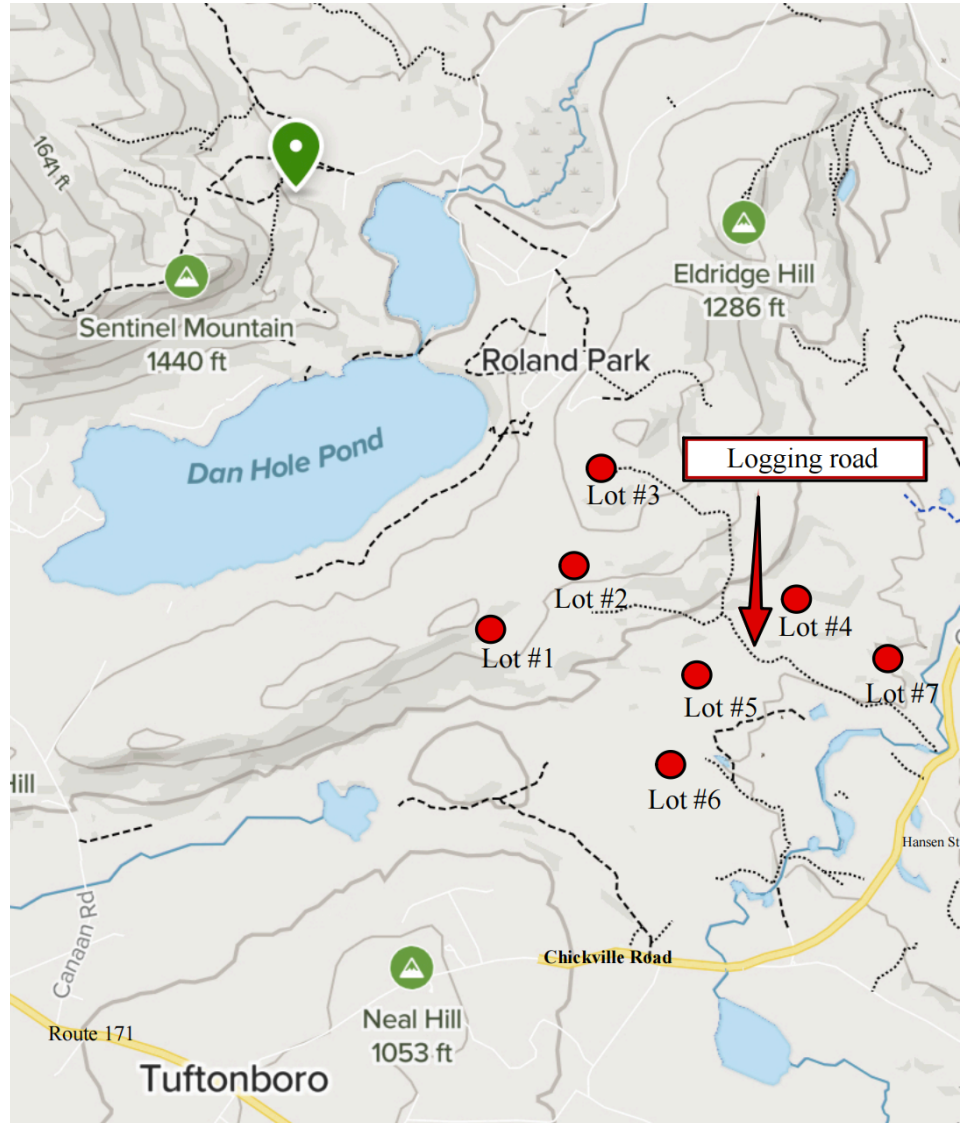 1641 ft
Eldridge Hill
1286 ft
Sentinel Mountain
1440 ft
Roland Park
Dan Hole Pond
Logging road
Lot #3
Lot #2
Lot #4
Lot #1
Lot #7
Lot #5
Hill
Lot #6
Hansen St
Canaan Rd
Chickville Road
Neal Hill
1053 ft
Route 171
Tuftonboro